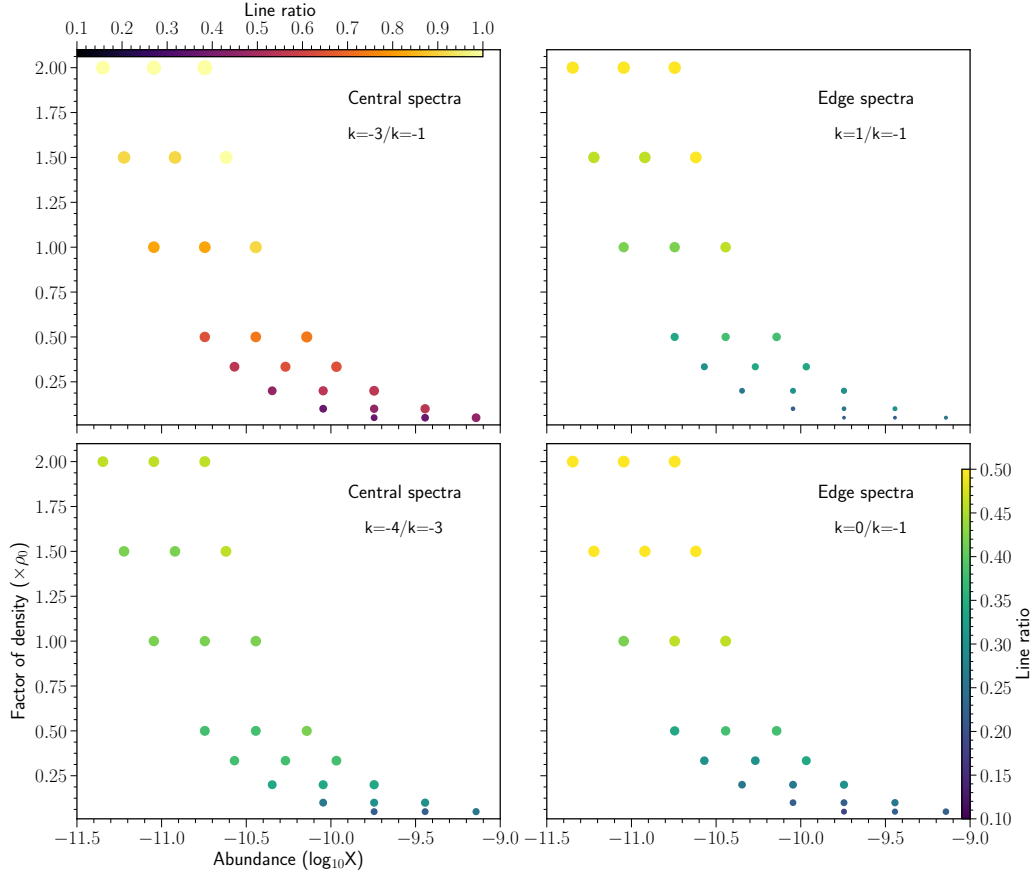 Line ratio
0.1 0.2 0.3 0.4 0.5 0.6 0.7 0.8 0.9 1.0
2.00
1.75
1.50
1.25
1.00
0.75
0.50
0.25
Central spectra
k=-3/k=-1
Edge spectra
k=1/k=-1
2.00
1.75
1.50
1.25
1.00
0.75
0.50
0.25
Factor of density (×ρ₀)
Central spectra
k=-4/k=-3
−11.5 −11.0 −10.5 −10.0 −9.5 −9.0
Abundance (log₁₀X)
Edge spectra
k=0/k=-1
−11.5 −11.0 −10.5 −10.0 −9.5 −9.0
0.50
0.45
0.40
0.35
0.30
0.25
0.20
0.15
0.10
Line ratio